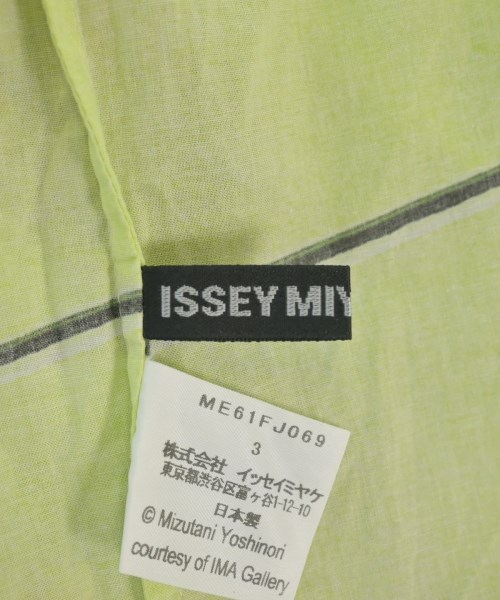 ISSEY MIY
ME61FJ069
3
株式会社 イッセイミヤケ
東京都渋谷区富ヶ谷1-12-10
日本製
© Mizutani Yoshinori
courtesy of IMA Gallery